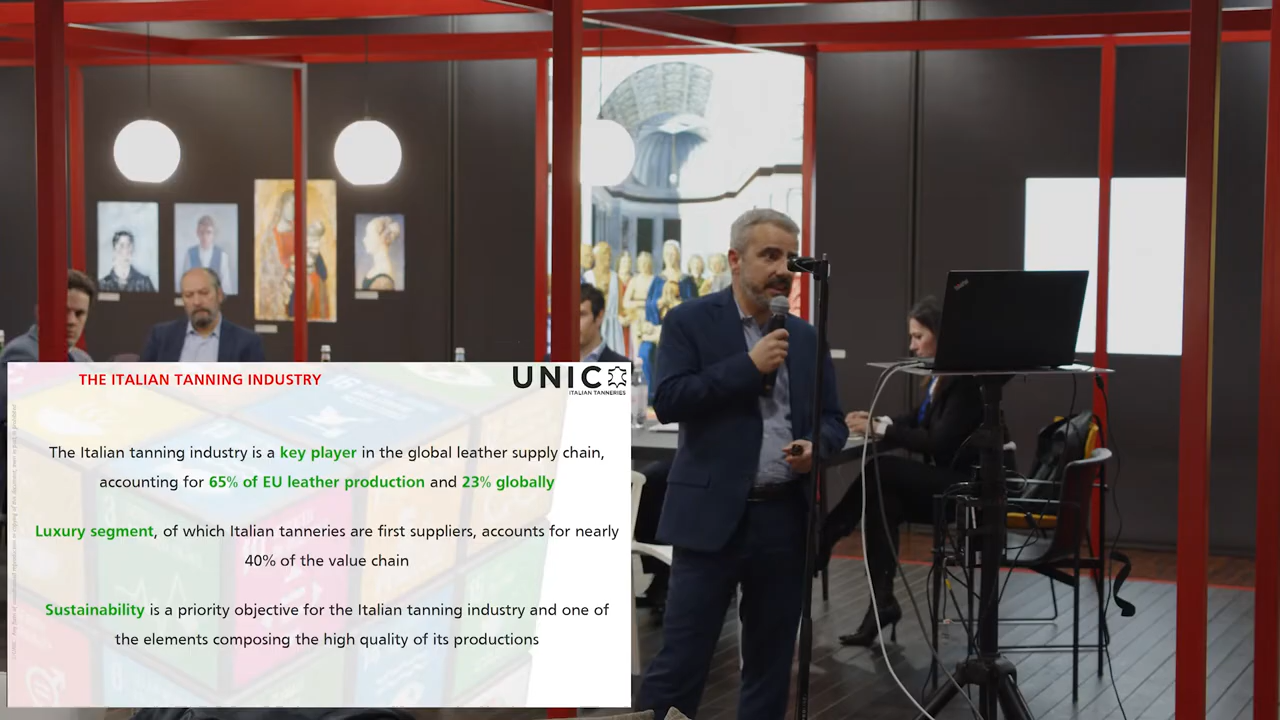 THE ITALIAN TANNING INDUSTRY
UNIC
ITALIAN TANNERIES
The Italian tanning industry is a key player in the global leather supply chain,
accounting for 65% of EU leather production and 23% globally
Luxury segment, of which Italian tanneries are first suppliers, accounts for nearly
40% of the value chain
Sustainability is a priority objective for the Italian tanning industry and one of
the elements composing the high quality of its productions